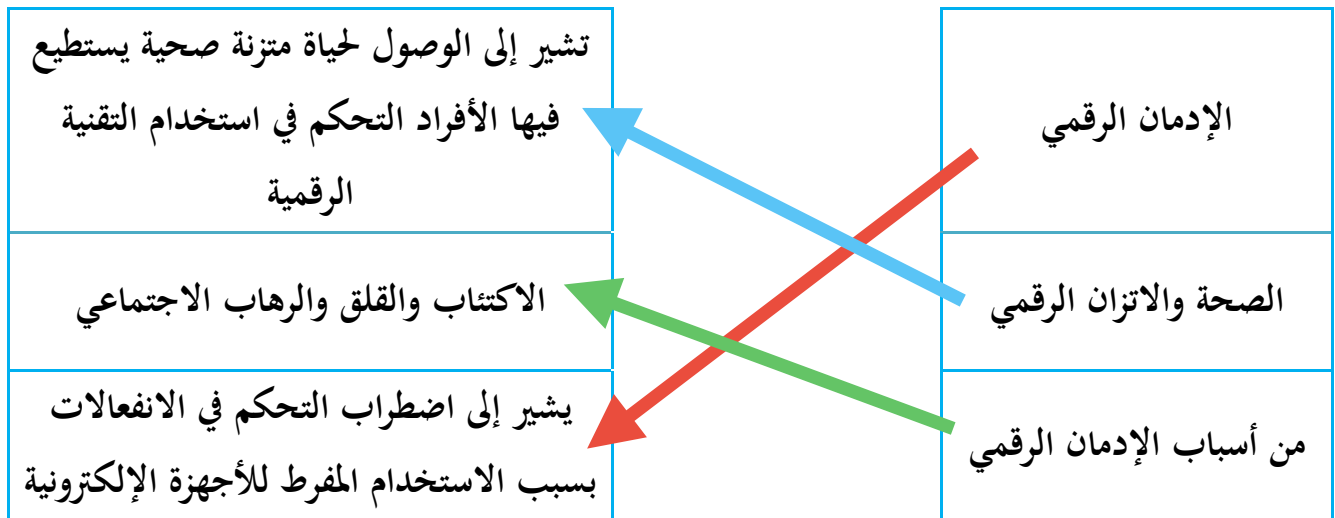 الإدمان الرقمي
تشير إلى الوصول لحياة متزنة صحية يستطيع
فيها الأفراد التحكم في استخدام التقنية
الرقمية
الصحة والاتزان الرقمي
الاكتئاب والقلق والرهاب الاجتماعي
من أسباب الإدمان الرقمي
يشير إلى اضطراب التحكم في الانفعالات
بسبب الاستخدام المفرط للأجهزة الإلكترونية